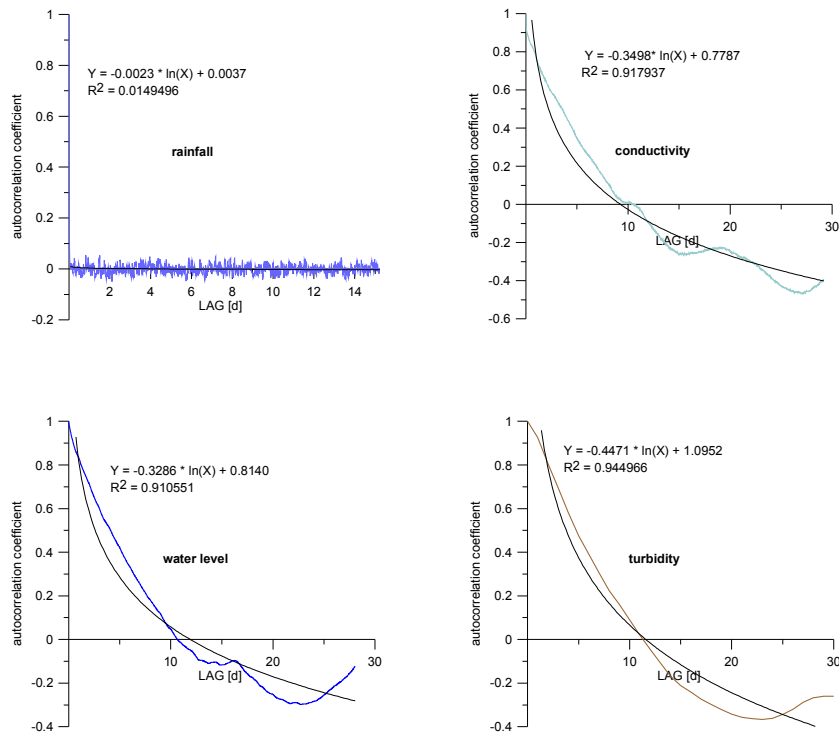 1
0.8
0.6
0.4
0.2
0
-0.2
autocorrelation coefficient
Y = -0.0023 * ln(X) + 0.0037
R2 = 0.0149496
rainfall
2 4 6 8 10 12 14
LAG [d]
1
0.8
0.6
0.4
0.2
0
-0.2
-0.4
-0.6
autocorrelation coefficient
Y = -0.3498* ln(X) + 0.7787
R2 = 0.917937
conductivity
10 20 30
LAG [d]
1
0.8
0.6
0.4
0.2
0
-0.2
-0.4
autocorrelation coefficient
Y = -0.3286 * ln(X) + 0.8140
R2 = 0.910551
water level
10 20 30
LAG [d]
1
0.8
0.6
0.4
0.2
0
-0.2
-0.4
autocorrelation coefficient
Y = -0.4471 * ln(X) + 1.0952
R2 = 0.944966
turbidity
10 20 30
LAG [d]